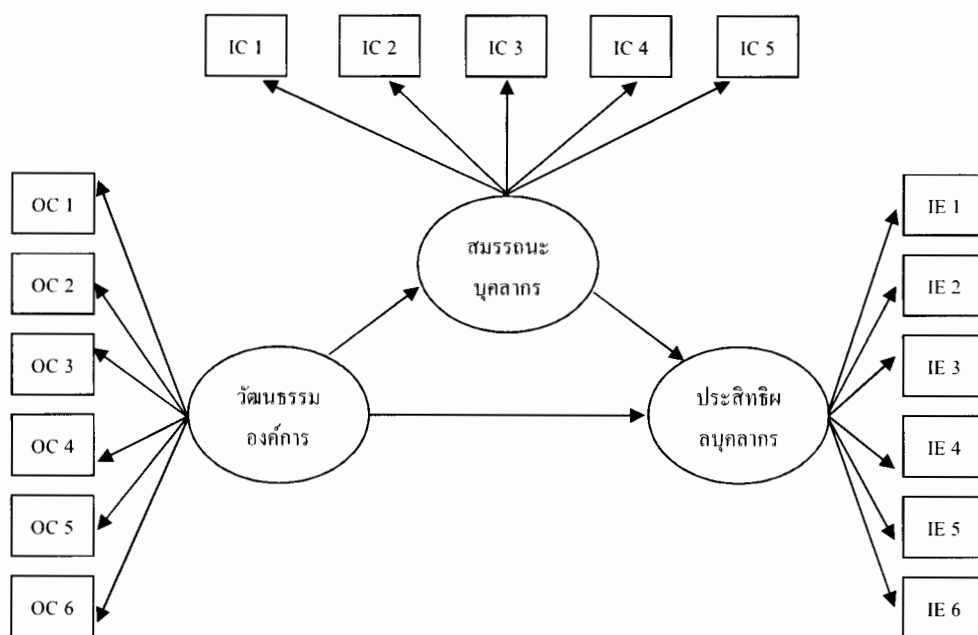 IC 1
IC 2
IC 3
IC 4
IC 5
OC 1
OC 2
OC 3
OC 4
OC 5
OC 6
สมรรถนะ
บุคลากร
วัฒนธรรม
องค์การ
ประสิทธิผ
ลบุคลากร
IE 1
IE 2
IE 3
IE 4
IE 5
IE 6